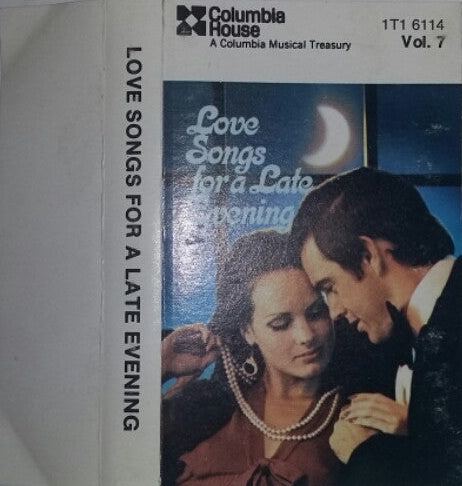 LOVE SONGS FOR A LATE EVENING
Columbia
House
A Columbia Musical Treasury
1T1 6114
Vol. 7
Love
Songs
for a Late
Evening